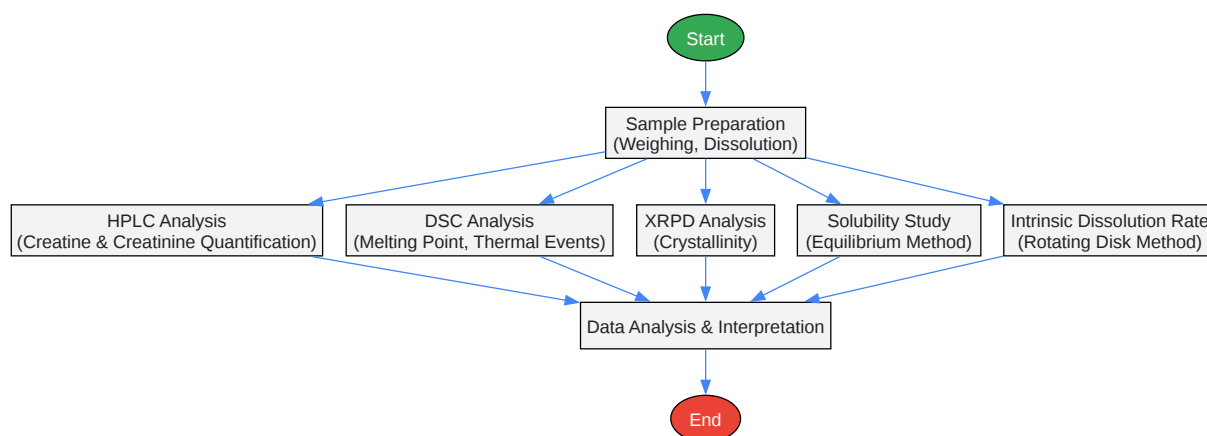 Start
Sample Preparation
(Weighing, Dissolution)
HPLC Analysis
(Creatine & Creatinine Quantification)
DSC Analysis
(Melting Point, Thermal Events)
XRPD Analysis
(Crystallinity)
Solubility Study
(Equilibrium Method)
Intrinsic Dissolution Rate
(Rotating Disk Method)
Data Analysis & Interpretation
End